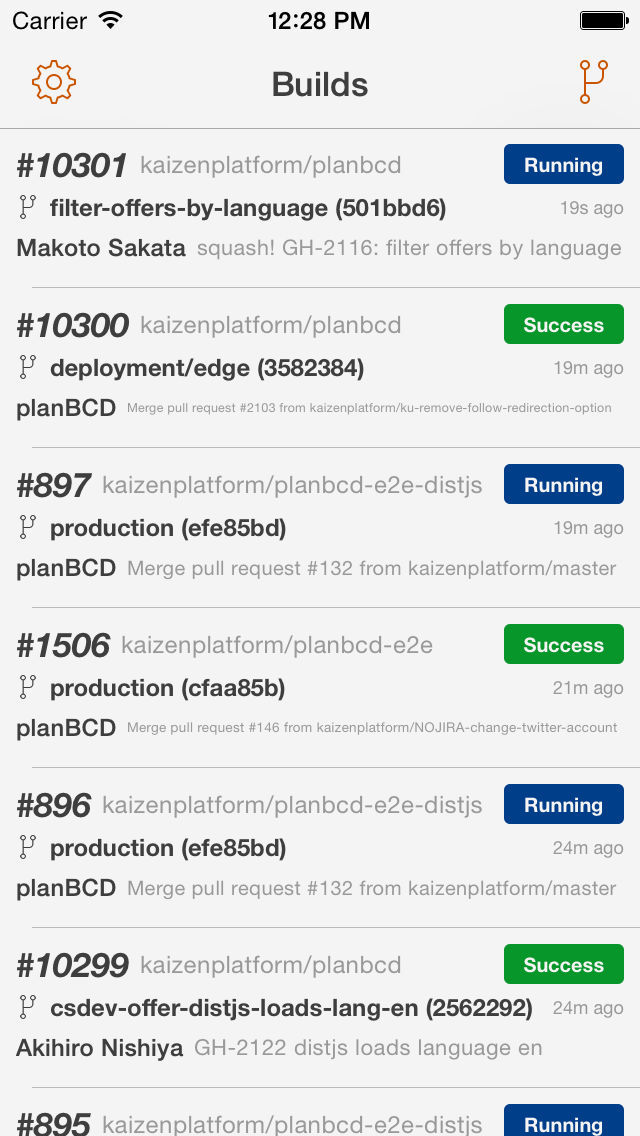 Carrier 12:28 PM
Builds
#10301 kaizenplatform/planbcd Running
filter-offers-by-language (501bbd6) 19s ago
Makoto Sakata squash! GH-2116: filter offers by language
#10300 kaizenplatform/planbcd Success
deployment/edge (3582384) 19m ago
planBCD Merge pull request #2103 from kaizenplatform/ku-remove-follow-redirection-option
#897 kaizenplatform/planbcd-e2e-distjs Running
production (efe85bd) 19m ago
planBCD Merge pull request #132 from kaizenplatform/master
#1506 kaizenplatform/planbcd-e2e Success
production (cfaa85b) 21m ago
planBCD Merge pull request #146 from kaizenplatform/NOJIRA-change-twitter-account
#896 kaizenplatform/planbcd-e2e-distjs Running
production (efe85bd) 24m ago
planBCD Merge pull request #132 from kaizenplatform/master
#10299 kaizenplatform/planbcd Success
csdev-offer-distjs-loads-lang-en (2562292) 24m ago
Akihiro Nishiya GH-2122 distjs loads language en
#895 kaizenplatform/planbcd-e2e-distjs Running